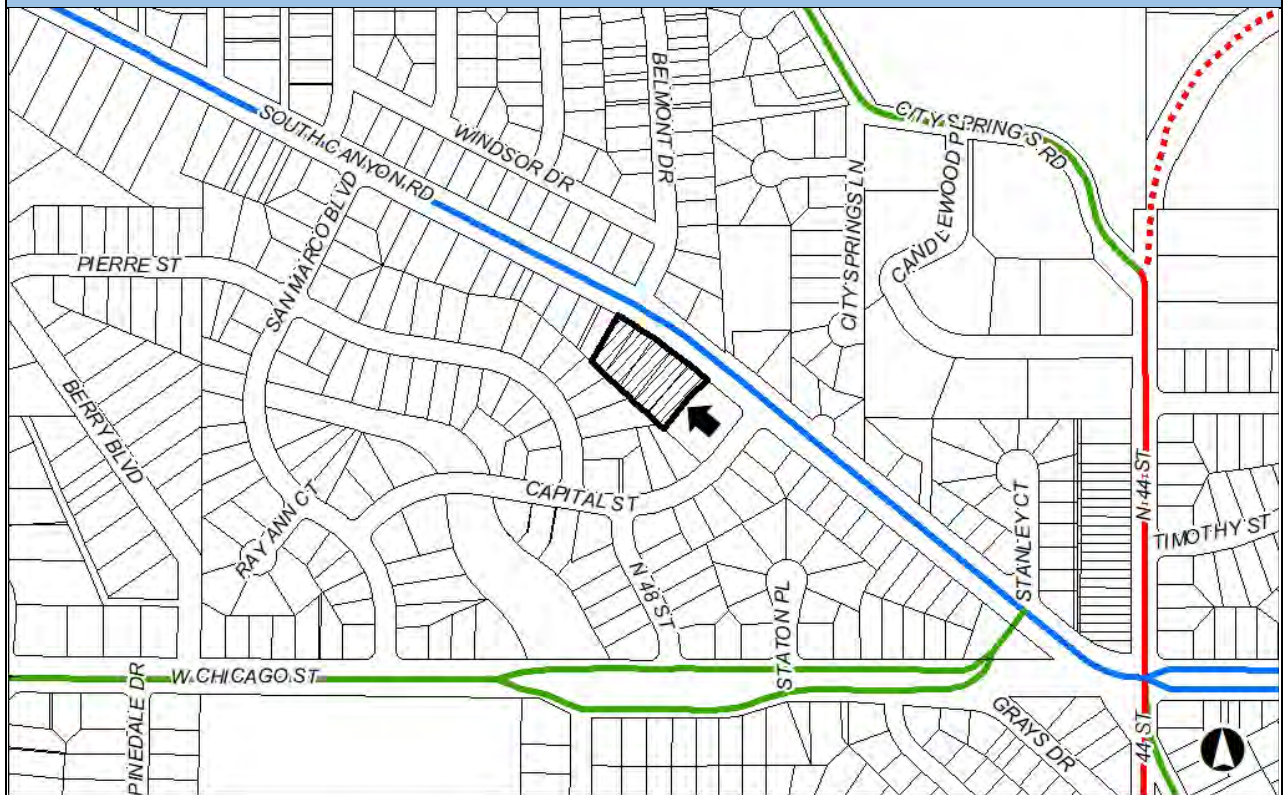 BELMONT DR
CITY SPRINGS RD
SOUTH CANYON RD
WINDSOR DR
CANDLEWOOD PL
CITY SPRINGS LN
SAN MARCO BLVD
PIERRE ST
BERRY BLVD
N 44 ST
CAPITAL ST
STANLEY CT
TIMOTHY ST
RAY ANN CT
N 48 ST
STATON PL
W CHICAGO ST
PINEDALE DR
GRAYS DR
44 ST